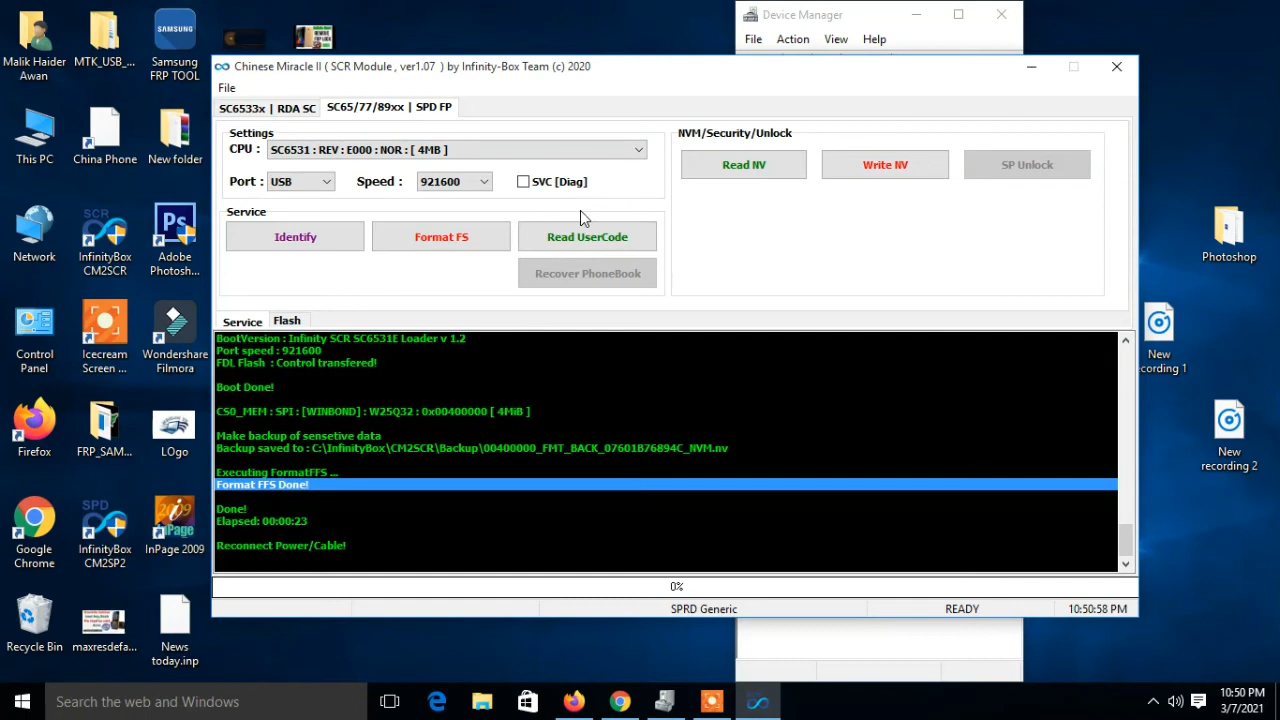 Malik Haider
Awan
MTK_USB_...
SAMSUNG
Samsung
FRP TOOL
This PC
China Phone
New folder
Network
SCR
InfinityBox
CM2SCR
Ps
Adobe
Photosh...
Control
Panel
Icecream
Screen ...
Wondershare
Filmora
Firefox
FRP_SAM...
LOgo
Google
Chrome
SPD
InfinityBox
CM2SP2
InPage 2009
Recycle Bin
maxresdefa...
News
today.inp
Device Manager
File Action View Help
Chinese Miracle II ( SCR Module , ver1.07 ) by Infinity-Box Team (c) 2020
File
SC6533x | RDA SC
SC65/77/89xx | SPD FP
Settings
CPU : SC6531 : REV : E000 : NOR : [ 4MB ]
Port : USB Speed : 921600 SVC [Diag]
Service
Identify Format FS Read UserCode
Recover PhoneBook
NVM/Security/Unlock
Read NV Write NV SP Unlock
Service Flash
BootVersion : Infinity SCR SC6531E Loader v 1.2
Port speed : 921600
FDL Flash : Control transfered!
Boot Done!
CS0_MEM : SPI : [WINBOND] : W25Q32 : 0x00400000 [ 4MiB ]
Make backup of sensetive data
Backup saved to : C:\InfinityBox\CM2SCR\Backup\00400000_FMT_BACK_07601B76894C_NVM.nv
Executing FormatFFS ...
Format FFS Done!
Done!
Elapsed: 00:00:23
Reconnect Power/Cable!
0%
SPRD Generic READY 10:50:58 PM
Photoshop
New
cording 1
New
recording 2
Search the web and Windows
10:50 PM
3/7/2021